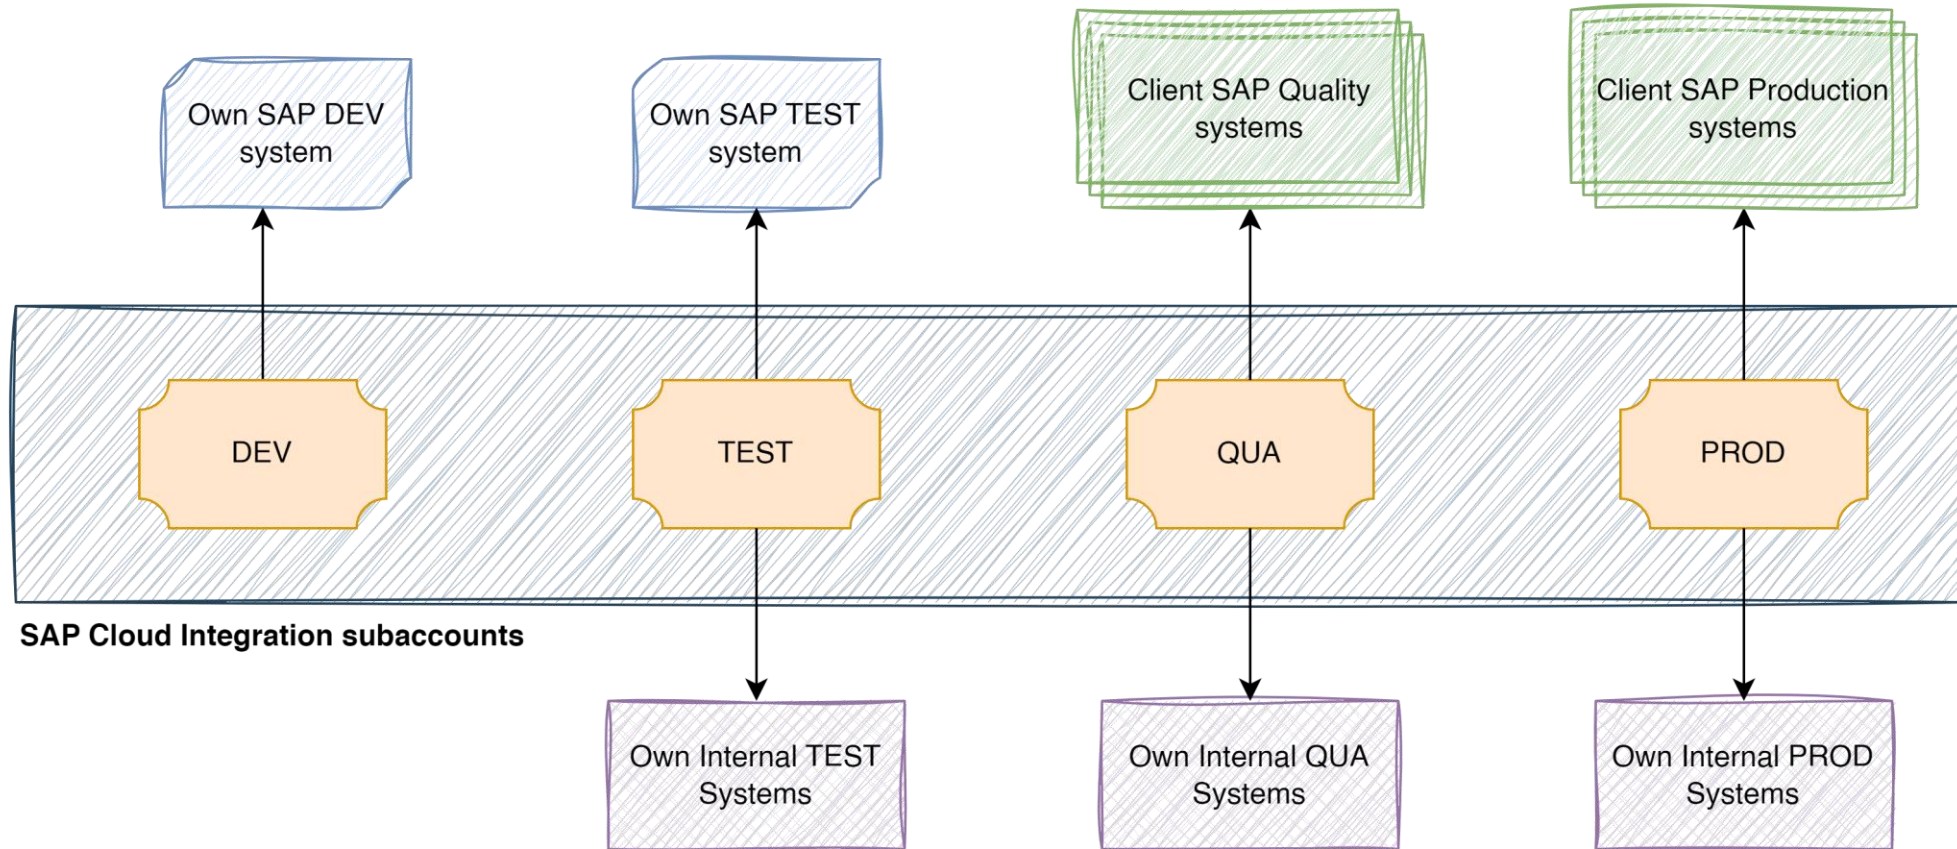 Own SAP DEV
system
Own SAP TEST
system
Client SAP Quality
systems
Client SAP Production
systems
DEV
TEST
QUA
PROD
SAP Cloud Integration subaccounts
Own Internal TEST
Systems
Own Internal QUA
Systems
Own Internal PROD
Systems